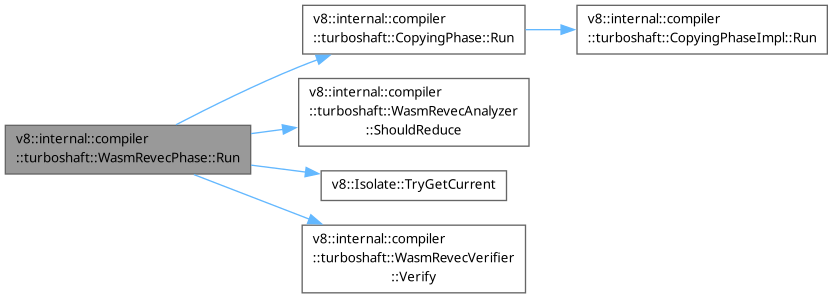 v8::internal::compiler
::turboshaft::WasmRevecPhase::Run
v8::internal::compiler
::turboshaft::CopyingPhase::Run
v8::internal::compiler
::turboshaft::CopyingPhaseImpl::Run
v8::internal::compiler
::turboshaft::WasmRevecAnalyzer
::ShouldReduce
v8::Isolate::TryGetCurrent
v8::internal::compiler
::turboshaft::WasmRevecVerifier
::Verify